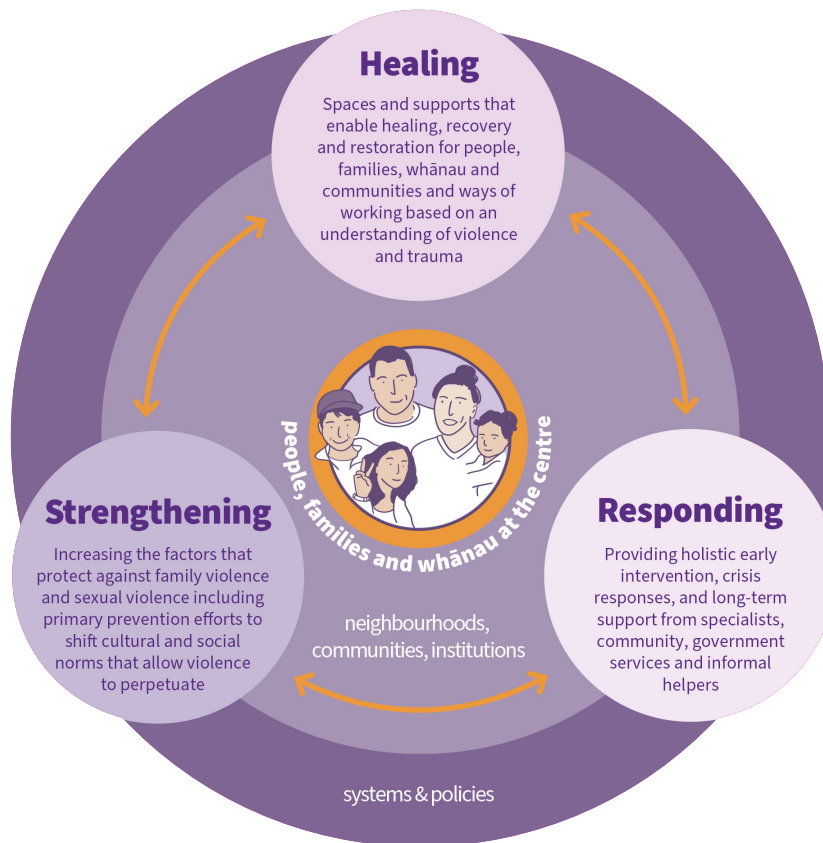 Healing
Spaces and supports that
enable healing, recovery
and restoration for people,
families, whānau and
communities and ways of
working based on an
understanding of violence
and trauma
people, families and whānau at the centre
Strengthening
Increasing the factors that
protect against family violence
and sexual violence including
primary prevention efforts to
shift cultural and social
norms that allow violence
to perpetuate
Responding
Providing holistic early
intervention, crisis
responses, and long-term
support from specialists,
community, government
services and informal
helpers
neighbourhoods,
communities, institutions
systems & policies